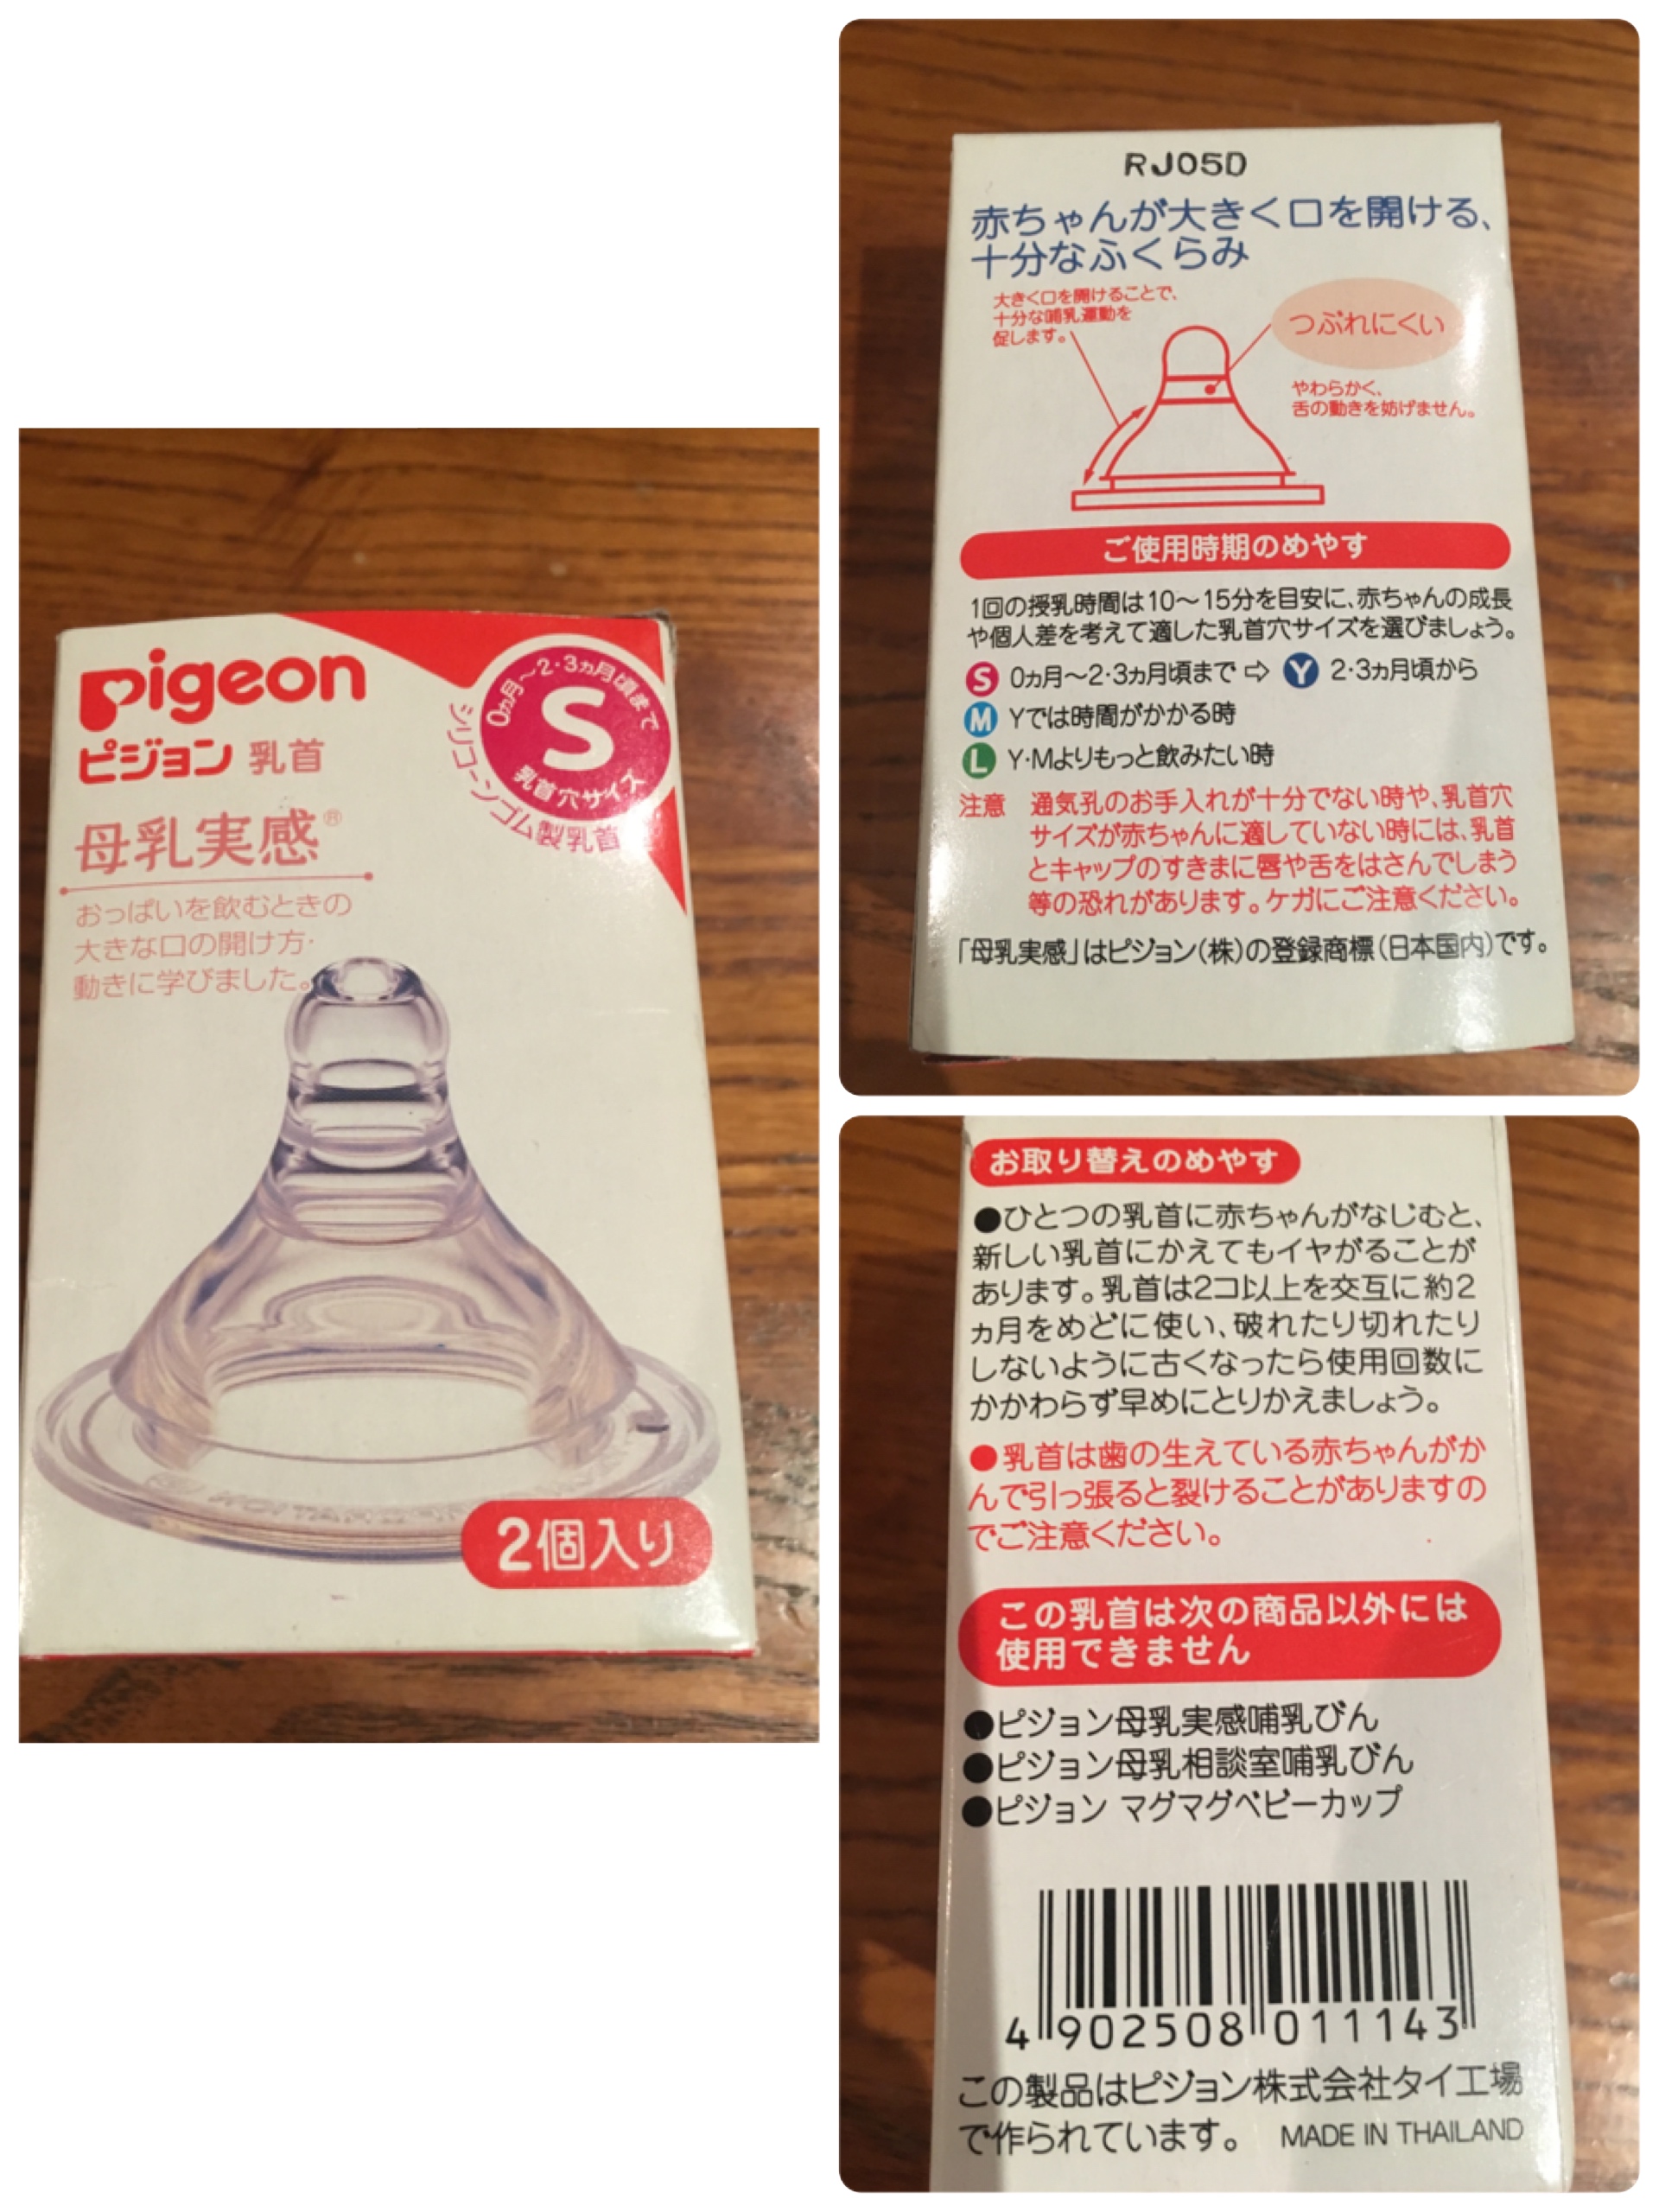 Pigeon
ピジョン 乳首
母乳実感®
おっぱいを飲むときの
大きな口の開け方・
動きに学びました。
0ヵ月〜2・3ヵ月頃まで
S
乳首穴サイズ
シリコーンゴム製乳首
2個入り
RJ05D
赤ちゃんが大きく口を開ける、
十分なふくらみ
大きく口を開けることで、
十分な哺乳運動を
促します。
つぶれにくい
やわらかく、
舌の動きを妨げません。
ご使用時期のめやす
1回の授乳時間は10〜15分を目安に、赤ちゃんの成長
や個人差を考えて適した乳首穴サイズを選びましょう。
S 0ヵ月〜2・3ヵ月頃まで ⇨ Y 2・3ヵ月頃から
M Yでは時間がかかる時
L Y・Mよりもっと飲みたい時
注意 通気孔のお手入れが十分でない時や、乳首穴
サイズが赤ちゃんに適していない時には、乳首
とキャップのすきまに唇や舌をはさんでしまう
等の恐れがあります。ケガにご注意ください。
「母乳実感」はピジョン(株)の登録商標(日本国内)です。
お取り替えのめやす
●ひとつの乳首に赤ちゃんがなじむと、
新しい乳首にかえてもイヤがることが
あります。乳首は2コ以上を交互に約2
ヵ月をめどに使い、破れたり切れたり
しないように古くなったら使用回数に
かかわらず早めにとりかえましょう。
●乳首は歯の生えている赤ちゃんがか
んで引っ張ると裂けることがありますの
でご注意ください。
この乳首は次の商品以外には
使用できません
●ピジョン母乳実感哺乳びん
●ピジョン母乳相談室哺乳びん
●ピジョン マグマグベビーカップ
4 902508 011143
この製品はピジョン株式会社タイ工場
で作られています。 MADE IN THAILAND